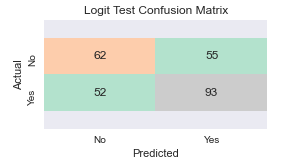 Logit Test Confusion Matrix
Actual
No
62
55
Yes
52
93
No
Yes
Predicted